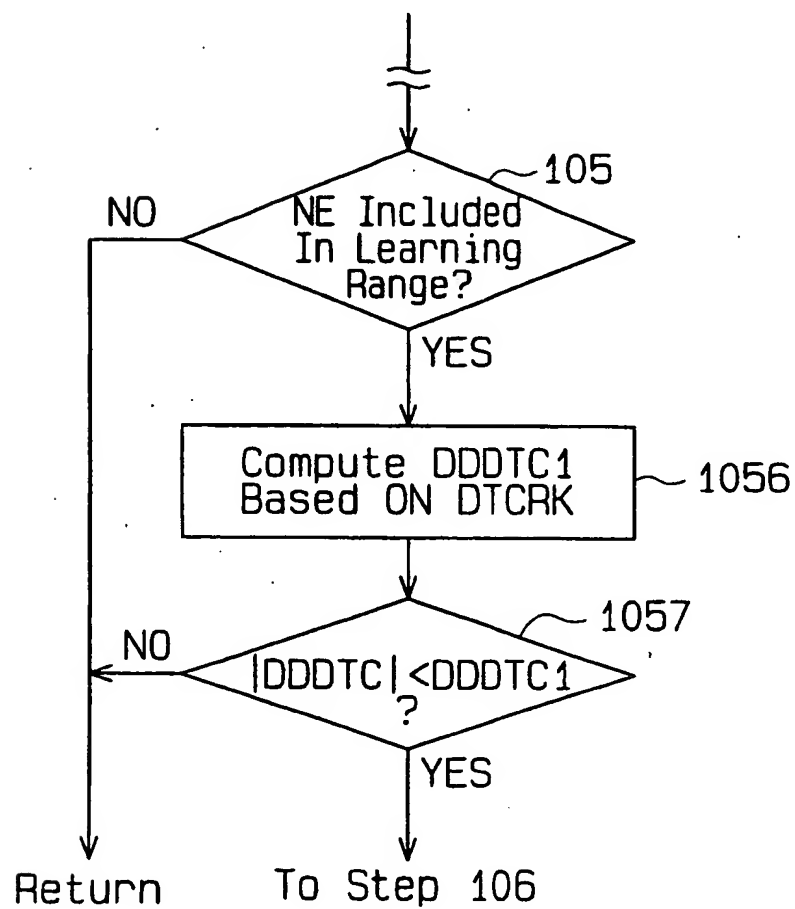 105
NO
NE Included
In Learning
Range?
YES
Compute DDDTC1
Based ON DTCRK
1056
1057
NO
|DDDTC|<DDDTC1
?
YES
Return
To Step 106